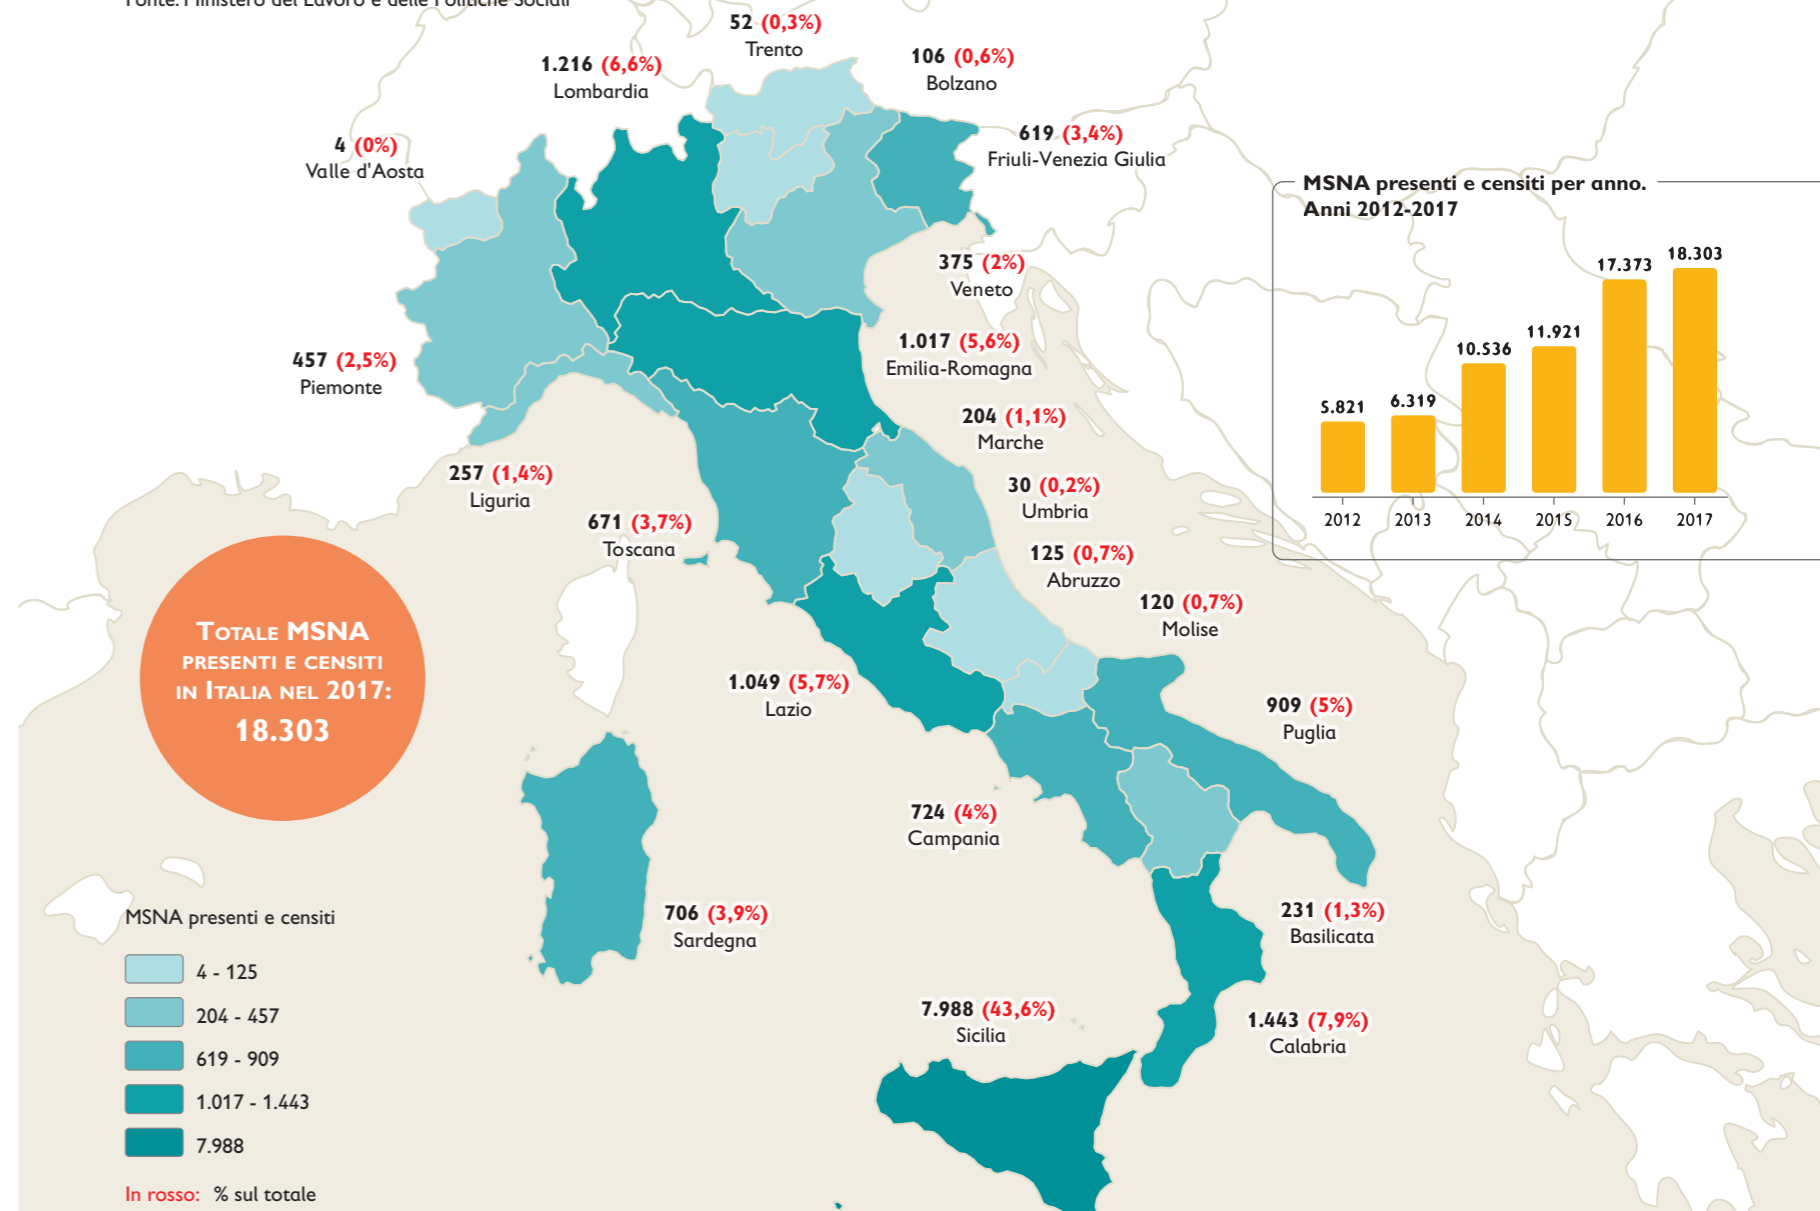 Fonte: Ministero del Lavoro e delle Politiche Sociali
52 (0,3%)
Trento
1.216 (6,6%)
Lombardia
106 (0,6%)
Bolzano
4 (0%)
Valle d'Aosta
619 (3,4%)
Friuli-Venezia Giulia
MSNA presenti e censiti per anno.
Anni 2012-2017
375 (2%)
Veneto
457 (2,5%)
Piemonte
1.017 (5,6%)
Emilia-Romagna
204 (1,1%)
Marche
257 (1,4%)
Liguria
30 (0,2%)
Umbria
671 (3,7%)
Toscana
125 (0,7%)
Abruzzo
120 (0,7%)
Molise
5.821
6.319
10.536
11.921
17.373
18.303
2012
2013
2014
2015
2016
2017
Totale MSNA
presenti e censiti
in Italia nel 2017:
18.303
1.049 (5,7%)
Lazio
909 (5%)
Puglia
724 (4%)
Campania
706 (3,9%)
Sardegna
231 (1,3%)
Basilicata
7.988 (43,6%)
Sicilia
1.443 (7,9%)
Calabria
MSNA presenti e censiti
4 - 125
204 - 457
619 - 909
1.017 - 1.443
7.988
In rosso: % sul totale